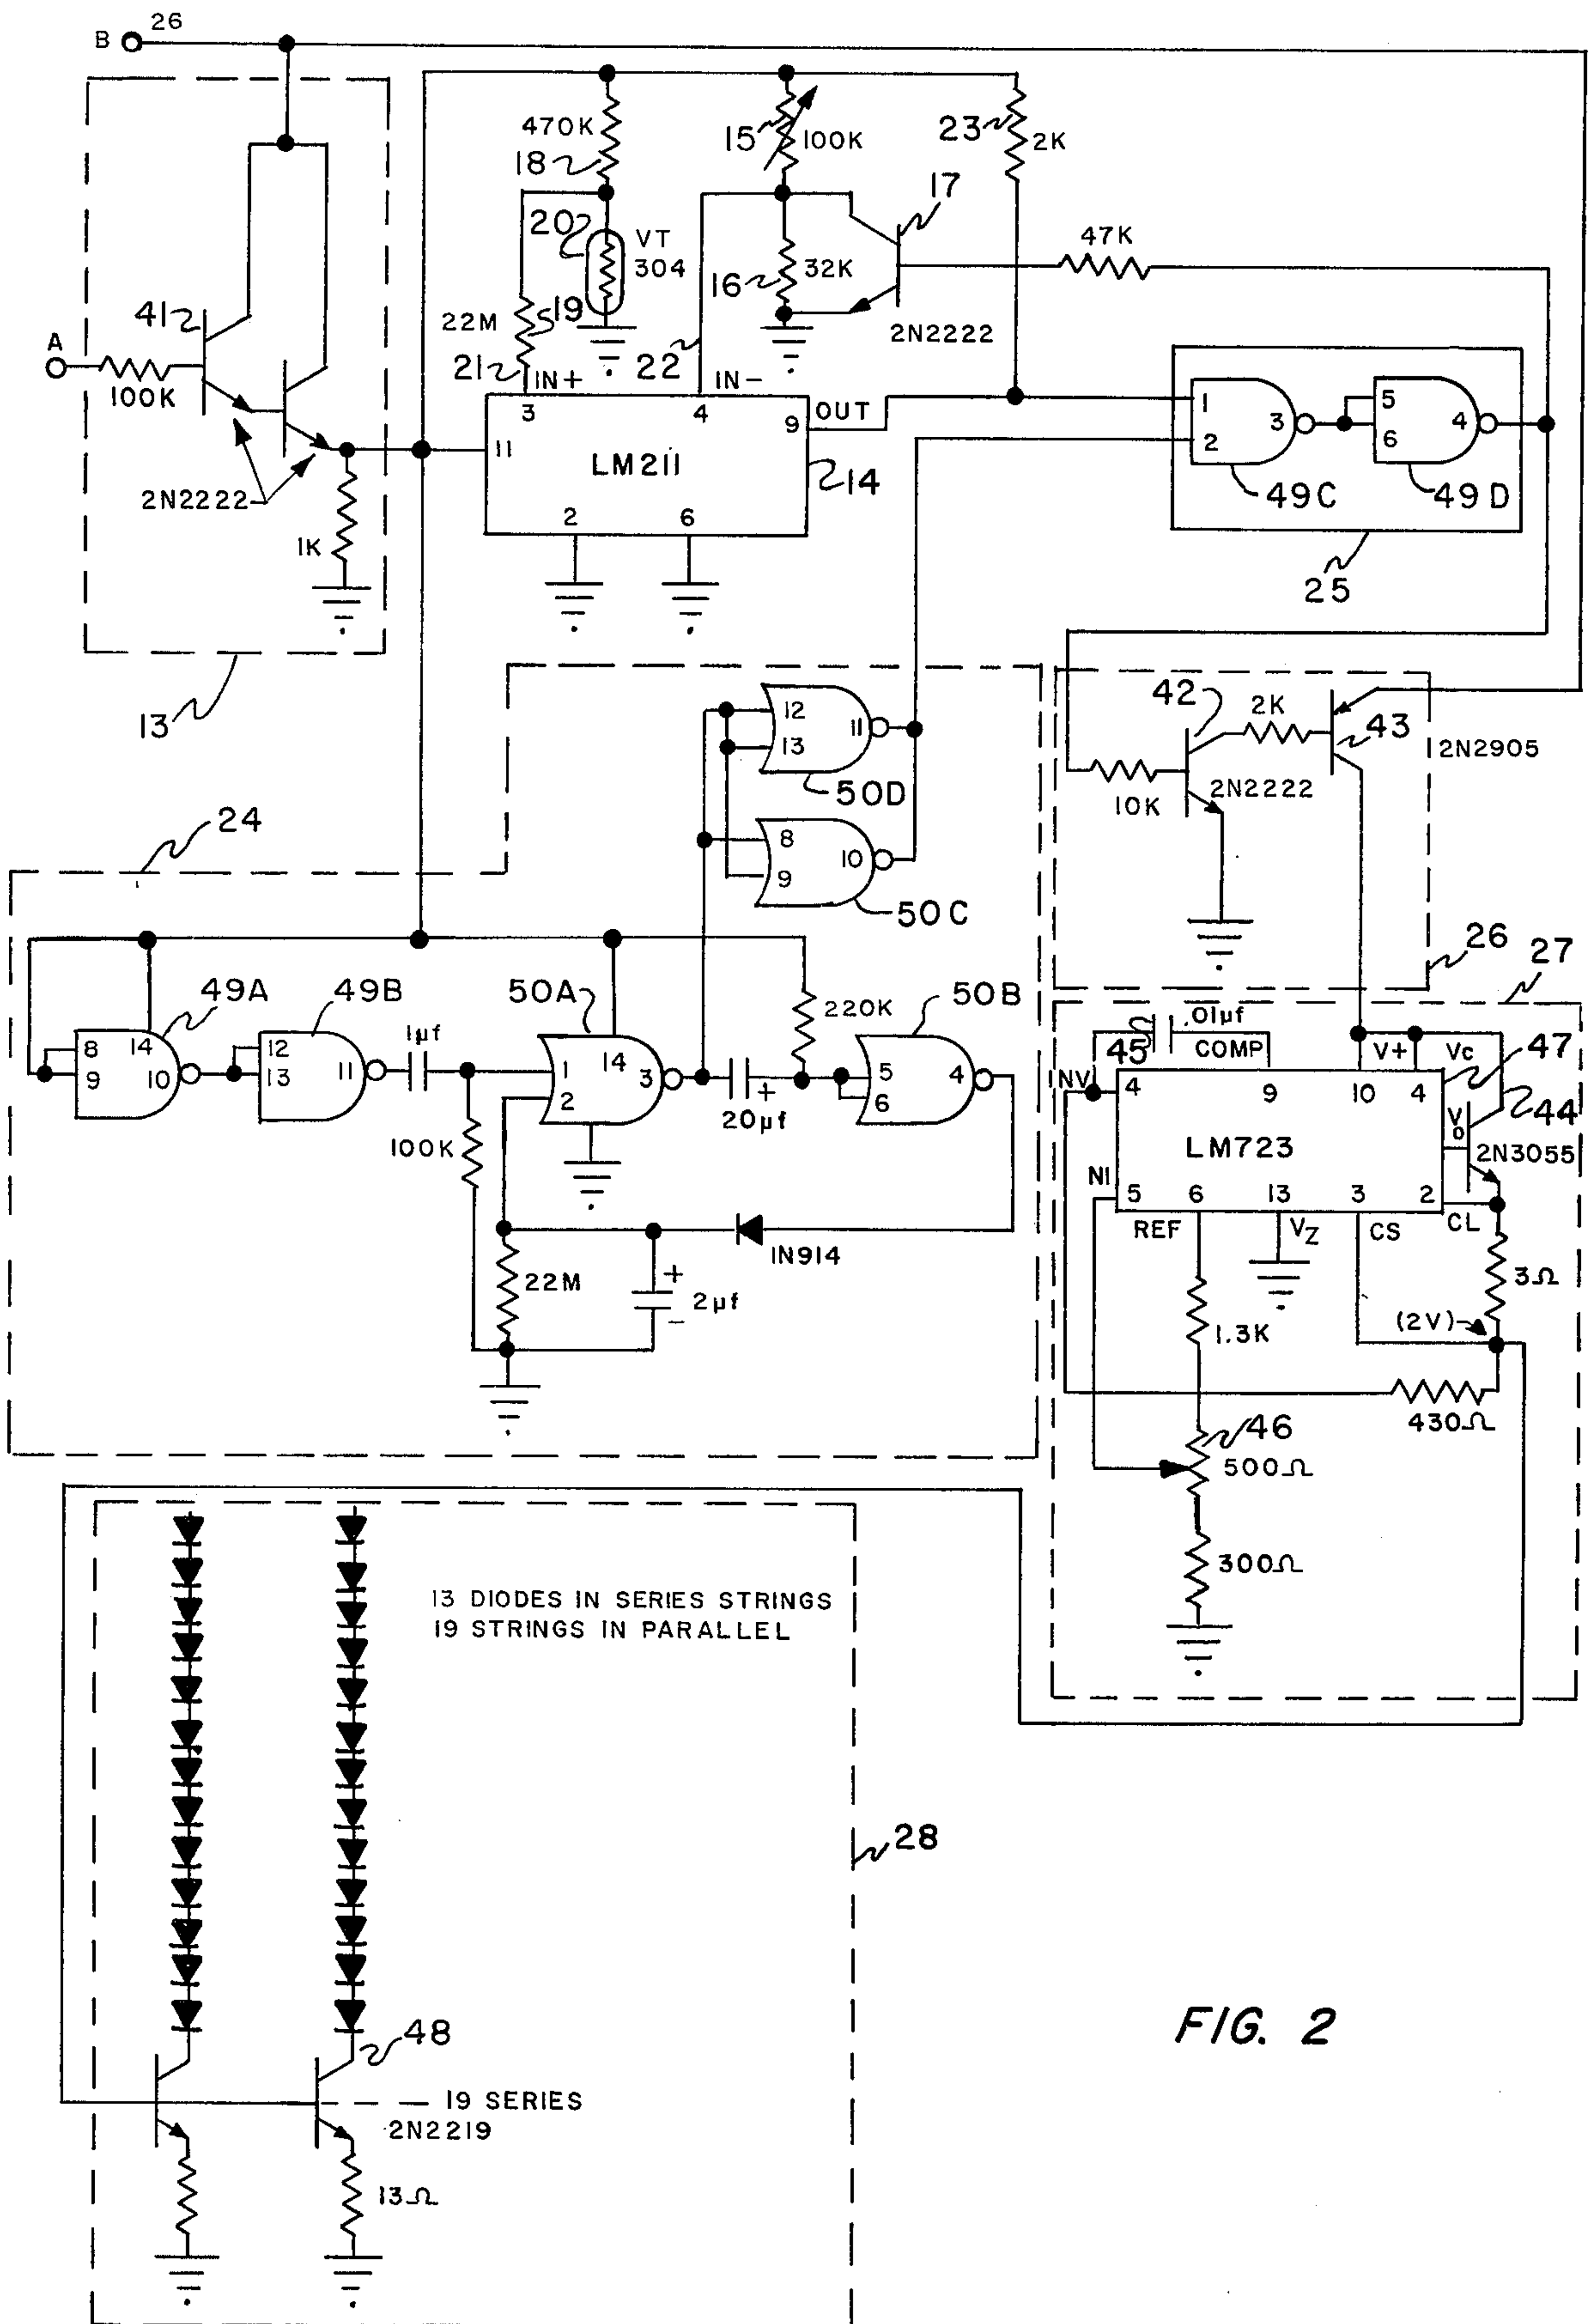 B 26
470K
18
15
100K
23
2K
17
20
VT
304
47K
16
32K
41
A
100K
22M
19
21
IN+
22
IN-
2N2222
3
4
9
OUT
1
2
3
5
6
4
11
LM211
14
49C
49D
2N2222
2
6
25
1K
13
12
13
11
50D
42
2K
43
2N2905
10K
2N2222
24
8
9
10
50C
26
27
49A
49B
50A
50B
220K
1µf
.01µf
45
COMP
V+
Vc
47
8
9
14
10
12
13
11
1
2
14
3
20µf
+
5
6
4
INV
4
9
10
4
44
Vo
2N3055
100K
LM723
NI
5
6
13
3
2
REF
VZ
CS
CL
IN914
22M
+
2µf
-
3Ω
1.3K
(2V)
430Ω
46
500Ω
300Ω
13 DIODES IN SERIES STRINGS
19 STRINGS IN PARALLEL
28
48
19 SERIES
2N2219
13Ω
FIG. 2